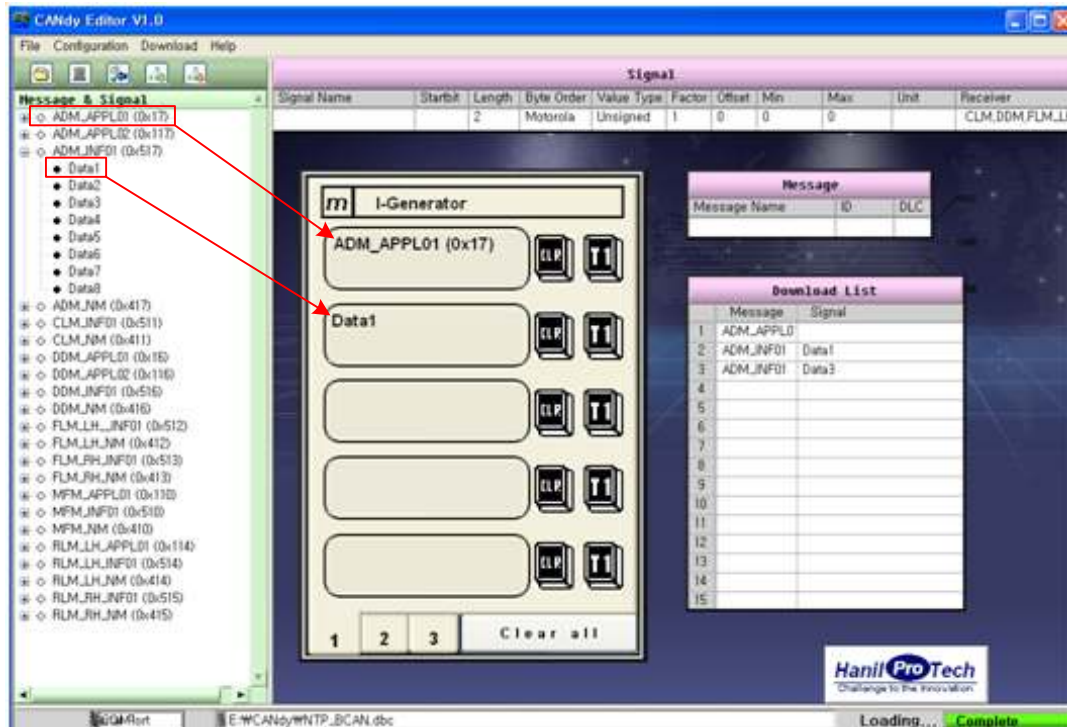 CANdy Editor V1.0
File Configuration Download Help
Message & Signal
ADM_APPL01 (0x17)
ADM_APPL02 (0x117)
ADM_INF01 (0x517)
Data1
Data2
Data3
Data4
Data5
Data6
Data7
Data8
ADM_NM (0x417)
CLM_INF01 (0x511)
CLM_NM (0x411)
DDM_APPL01 (0x16)
DDM_APPL02 (0x116)
DDM_INF01 (0x516)
DDM_NM (0x416)
FLM_LH__INF01 (0x512)
FLM_LH_NM (0x412)
FLM_RH_INF01 (0x513)
FLM_RH_NM (0x413)
MFM_APPL01 (0x110)
MFM_INF01 (0x510)
MFM_NM (0x410)
RLM_LH_APPL01 (0x114)
RLM_LH_INF01 (0x514)
RLM_LH_NM (0x414)
RLM_RH_INF01 (0x515)
RLM_RH_NM (0x415)
Signal
Signal Name Startbit Length Byte Order Value Type Factor Offset Min Max Unit Receiver
2 Motorola Unsigned 1 0 0 0 CLM,DDM,FLM_L
m I-Generator
ADM_APPL01 (0x17) CLR T1
Data1 CLR T1
CLR T1
CLR T1
CLR T1
1 2 3 Clear all
Message
Message Name ID DLC
Download List
Message Signal
1 ADM_APPL0
2 ADM_INF01 Data1
3 ADM_INF01 Data3
4
5
6
7
8
9
10
11
12
13
14
15
Hanil ProTech
Challenge to the innovation
E:₩CANdy₩NTP_BCAN.dbc
Loading... Complete